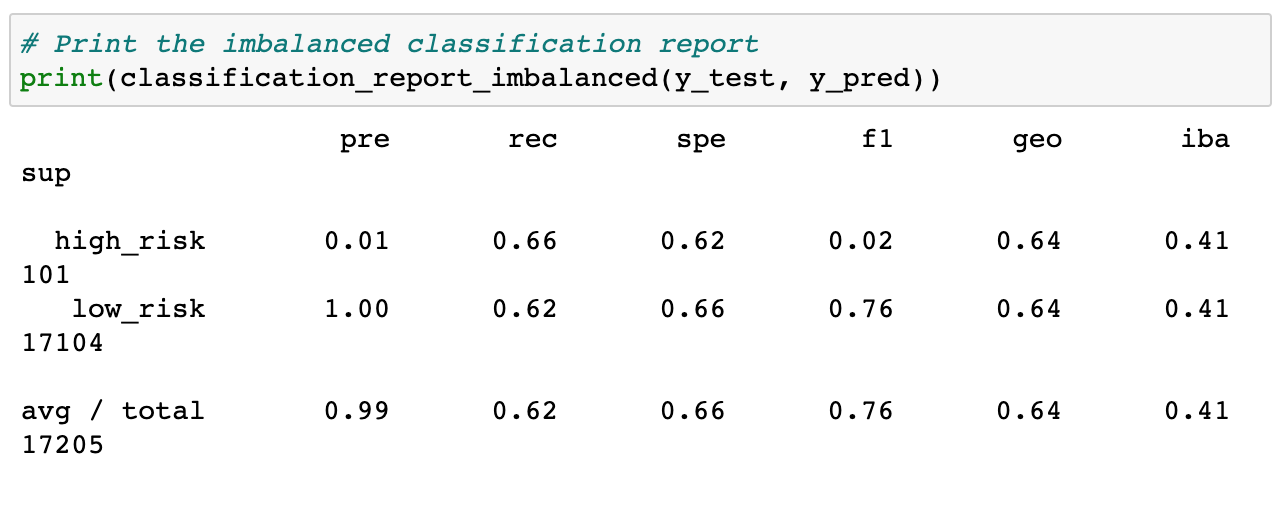 # Print the imbalanced classification report
print(classification_report_imbalanced(y_test, y_pred))
pre rec spe f1 geo iba
sup
high_risk 0.01 0.66 0.62 0.02 0.64 0.41
101
low_risk 1.00 0.62 0.66 0.76 0.64 0.41
17104
avg / total 0.99 0.62 0.66 0.76 0.64 0.41
17205